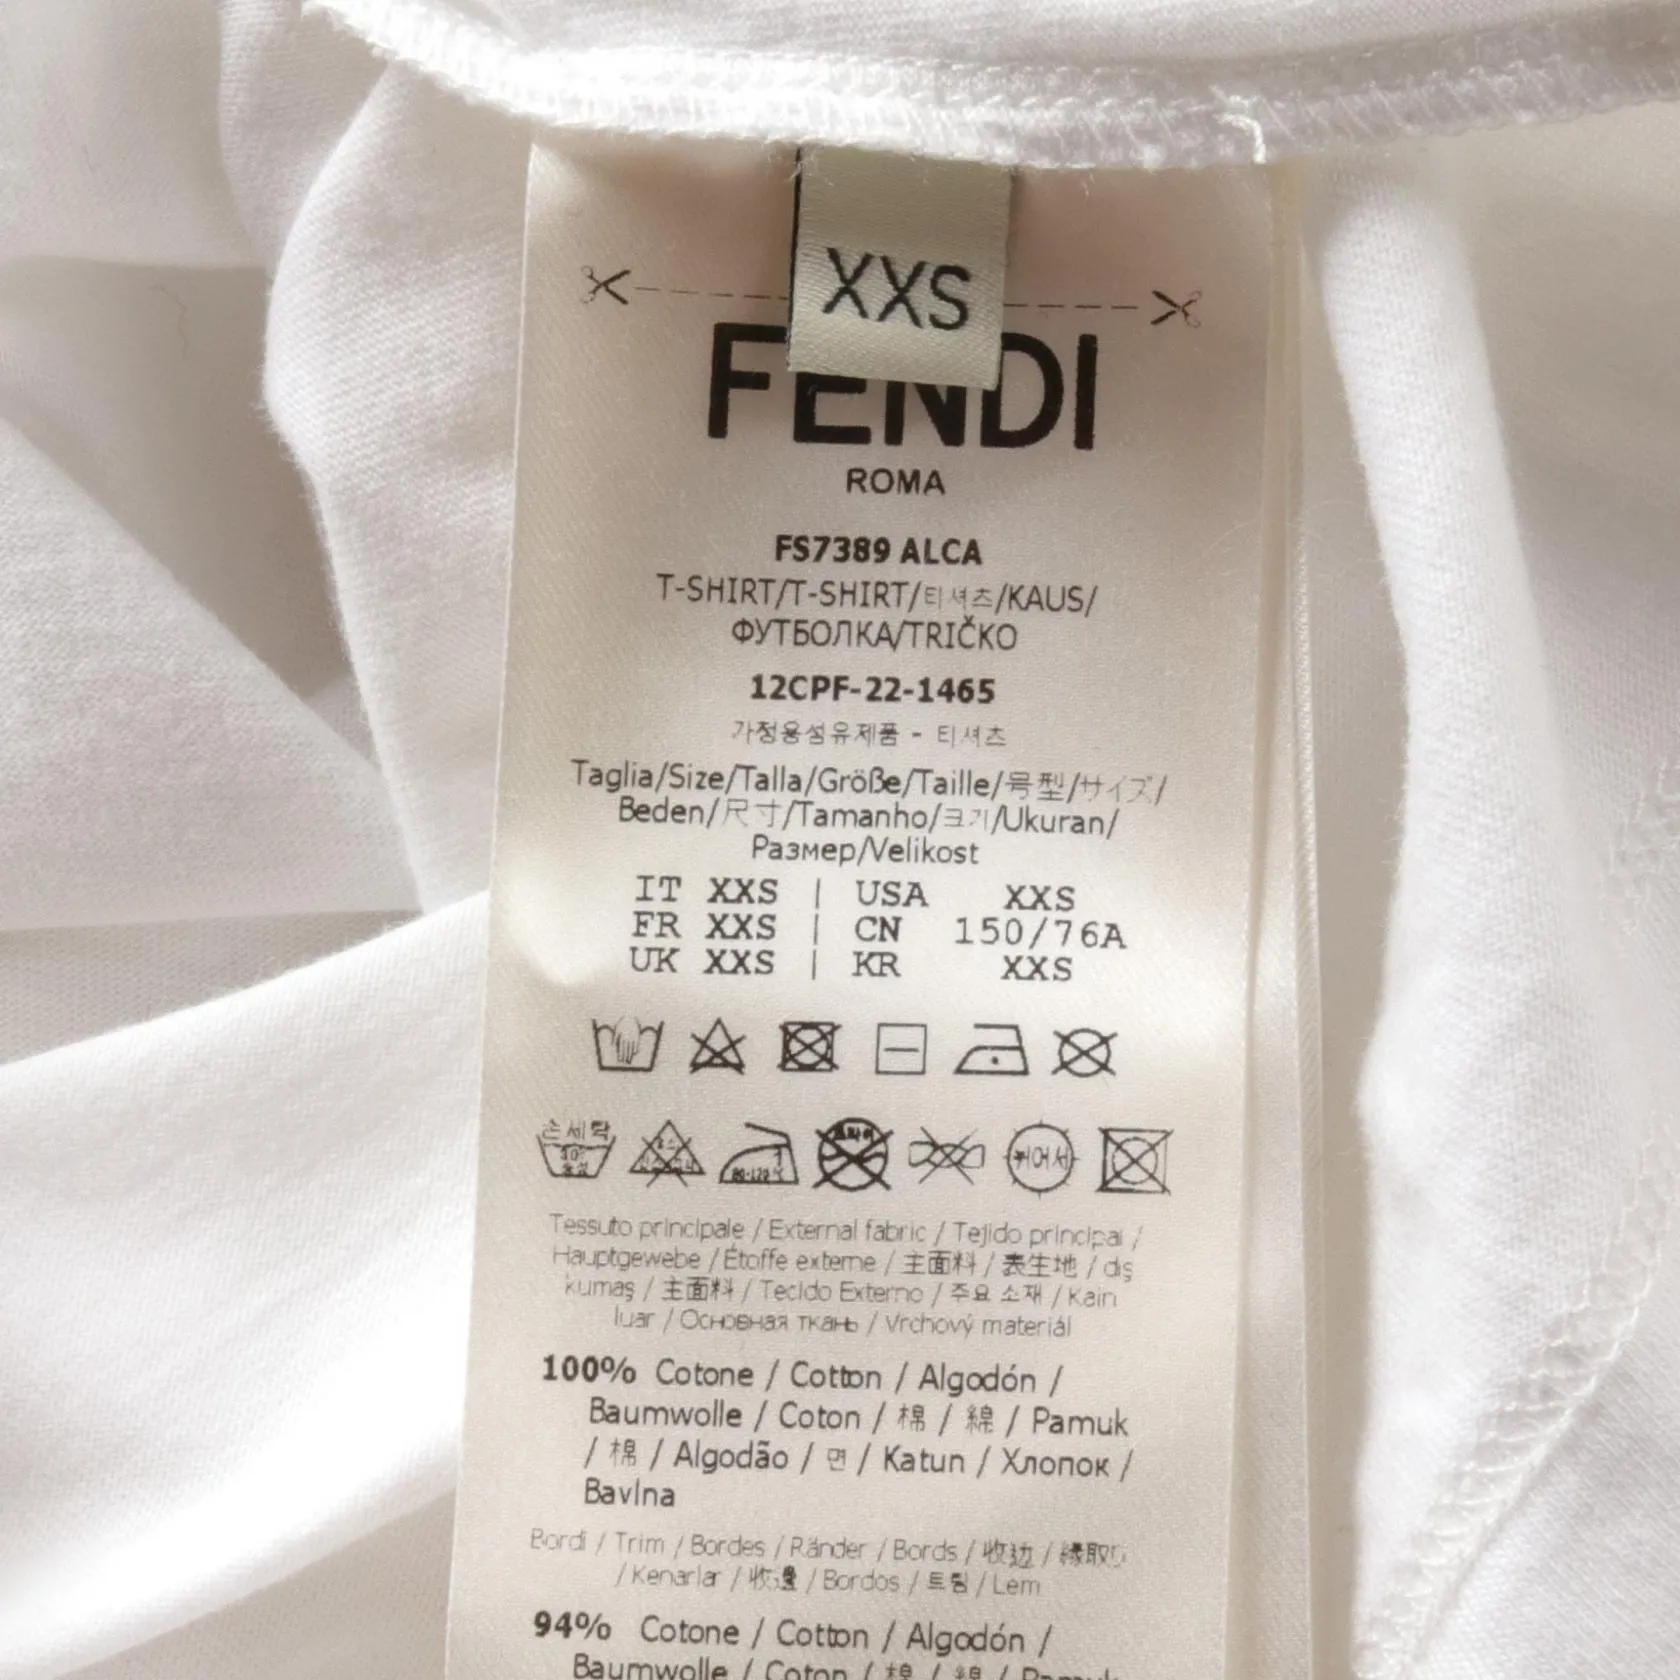 XXS
FENDI
ROMA
FS7389 ALCA
T-SHIRT/T-SHIRT/티셔츠/KAUS/
ФУТБОЛКА/TRIČKO
12CPF-22-1465
가정용섬유제품 - 티셔츠
Taglia/Size/Talla/Größe/Taille/号型/サイズ/
Beden/尺寸/Tamanho/크기/Ukuran/
Размер/Velikost
IT XXS | USA XXS
FR XXS | CN 150/76A
UK XXS | KR XXS
손세탁
Tessuto principale / External fabric / Tejido principal /
Hauptgewebe / Étoffe externe / 主面料 / 表生地 / dış
kumaş / 主面料 / Tecido Externo / 주요 소재 / Kain
luar / Основная ткань / Vrchový materiál
100% Cotone / Cotton / Algodón /
Baumwolle / Coton / 棉 / 綿 / Pamuk
/ 棉 / Algodão / 면 / Katun / Хлопок /
Bavlna
Bordi / Trim / Bordes / Ränder / Bords / 收边 / 縁取り
/ Kenarlar / 收邊 / Bordos / 트림 / Lem
94% Cotone / Cotton / Algodón /
Baumwolle / Coton / 棉 / 綿 / Pamuk